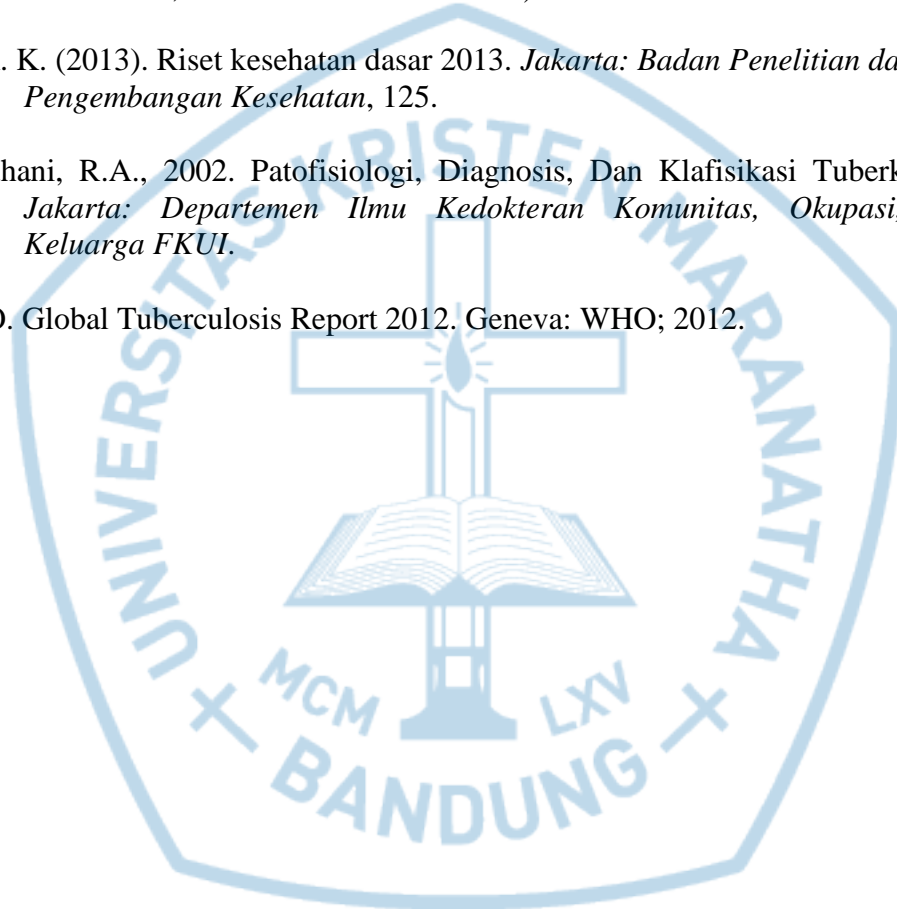 . K. (2013). Riset kesehatan dasar 2013. Jakarta: Badan Penelitian da
Pengembangan Kesehatan, 125.
hani, R.A., 2002. Patofisiologi, Diagnosis, Dan Klafisikasi Tuberk
Jakarta: Departemen Ilmu Kedokteran Komunitas, Okupasi,
Keluarga FKUI.
. Global Tuberculosis Report 2012. Geneva: WHO; 2012.
UNIVERSITAS KRISTEN MARANATHA
MCM LXV
+ BANDUNG +